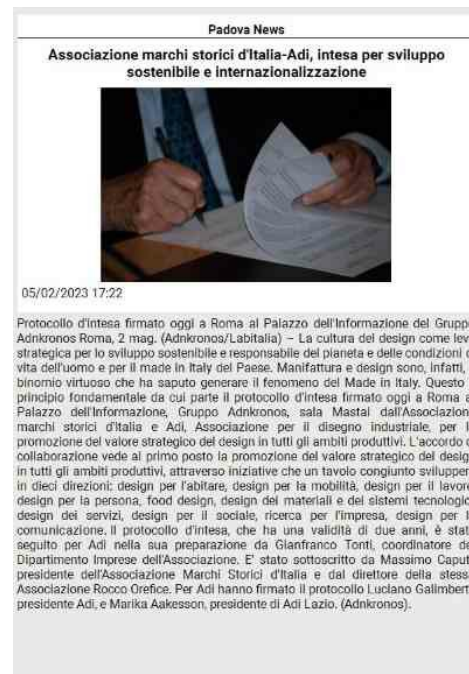 Padova News
Associazione marchi storici d'Italia-Adi, intesa per sviluppo
sostenibile e internazionalizzazione
05/02/2023 17:22
Protocollo d'intesa firmato oggi a Roma al Palazzo dell'Informazione del Grupp
Adnkronos Roma, 2 mag. (Adnkronos/Labitalia) – La cultura del design come lev
strategica per lo sviluppo sostenibile e responsabile del pianeta e delle condizioni d
vita dell'uomo e per il made in Italy del Paese. Manifattura e design sono, infatti,
binomio virtuoso che ha saputo generare il fenomeno del Made in Italy. Questo
principio fondamentale da cui parte il protocollo d'intesa firmato oggi a Roma a
Palazzo dell'Informazione, Gruppo Adnkronos, sala Mastai dall'Association
marchi storici d'Italia e Adi, Associazione per il disegno industriale, per l
promozione del valore strategico del design in tutti gli ambiti produttivi. L'accordo d
collaborazione vede al primo posto la promozione del valore strategico del desig
in tutti gli ambiti produttivi, attraverso iniziative che un tavolo congiunto svilupper
in dieci direzioni: design per l'abitare, design per la mobilità, design per il lavor
design per la persona, food design, design dei materiali e dei sistemi tecnologic
design dei servizi, design per il sociale, ricerca per l'impresa, design per l
comunicazione. Il protocollo d'intesa, che ha una validità di due anni, è stat
seguito per Adi nella sua preparazione da Gianfranco Tonti, coordinatore de
Dipartimento Imprese dell'Associazione. E' stato sottoscritto da Massimo Caput
presidente dell'Associazione Marchi Storici d'Italia e dal direttore della stess
Associazione Rocco Orefice. Per Adi hanno firmato il protocollo Luciano Galimbert
presidente Adi, e Marika Aakesson, presidente di Adi Lazio. (Adnkronos).